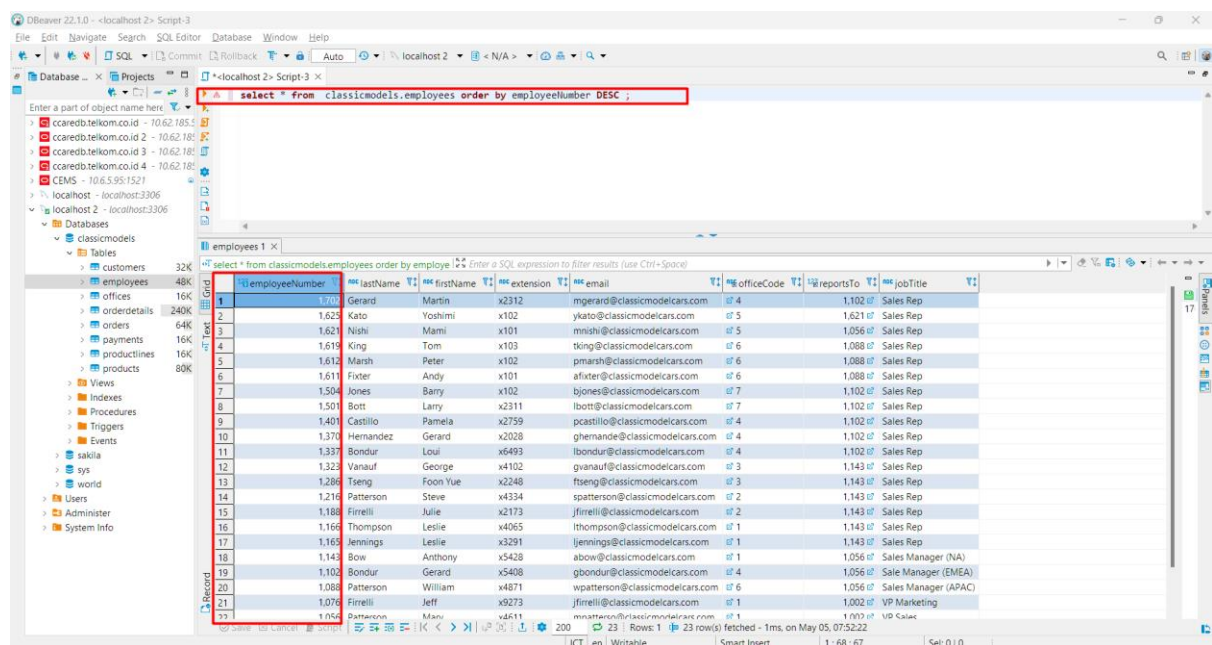 DBeaver 22.1.0 - <localhost 2> Script-3
File Edit Navigate Search SQL Editor Database Window Help
SQL Commit Rollback Auto localhost 2 < N/A >
Database ... Projects *<localhost 2> Script-3
select * from classicmodels.employees order by employeeNumber DESC ;
Enter a part of object name here
ccaredb.telkom.co.id - 10.62.185.5
ccaredb.telkom.co.id 2 - 10.62.185
ccaredb.telkom.co.id 3 - 10.62.185
ccaredb.telkom.co.id 4 - 10.62.185
CEMS - 10.6.5.95:1521
localhost - localhost:3306
localhost 2 - localhost:3306
Databases
classicmodels
Tables
customers 32K
employees 48K
offices 16K
orderdetails 240K
orders 64K
payments 16K
productlines 16K
products 80K
Views
Indexes
Procedures
Triggers
Events
sakila
sys
world
Users
Administer
System Info
employees 1
select * from classicmodels.employees order by employe Enter a SQL expression to filter results (use Ctrl+Space)
Grid
Text
Record
Panels
employeeNumber lastName firstName extension email officeCode reportsTo jobTitle
1 1,702 Gerard Martin x2312 mgerard@classicmodelcars.com 4 1,102 Sales Rep
2 1,625 Kato Yoshimi x102 ykato@classicmodelcars.com 5 1,621 Sales Rep
3 1,621 Nishi Mami x101 mnishi@classicmodelcars.com 5 1,056 Sales Rep
4 1,619 King Tom x103 tking@classicmodelcars.com 6 1,088 Sales Rep
5 1,612 Marsh Peter x102 pmarsh@classicmodelcars.com 6 1,088 Sales Rep
6 1,611 Fixter Andy x101 afixter@classicmodelcars.com 6 1,088 Sales Rep
7 1,504 Jones Barry x102 bjones@classicmodelcars.com 7 1,102 Sales Rep
8 1,501 Bott Larry x2311 lbott@classicmodelcars.com 7 1,102 Sales Rep
9 1,401 Castillo Pamela x2759 pcastillo@classicmodelcars.com 4 1,102 Sales Rep
10 1,370 Hernandez Gerard x2028 ghernande@classicmodelcars.com 4 1,102 Sales Rep
11 1,337 Bondur Loui x6493 lbondur@classicmodelcars.com 4 1,102 Sales Rep
12 1,323 Vanauf George x4102 gvanauf@classicmodelcars.com 3 1,143 Sales Rep
13 1,286 Tseng Foon Yue x2248 ftseng@classicmodelcars.com 3 1,143 Sales Rep
14 1,216 Patterson Steve x4334 spatterson@classicmodelcars.com 2 1,143 Sales Rep
15 1,188 Firrelli Julie x2173 jfirrelli@classicmodelcars.com 2 1,143 Sales Rep
16 1,166 Thompson Leslie x4065 lthompson@classicmodelcars.com 1 1,143 Sales Rep
17 1,165 Jennings Leslie x3291 ljennings@classicmodelcars.com 1 1,143 Sales Rep
18 1,143 Bow Anthony x5428 abow@classicmodelcars.com 1 1,056 Sales Manager (NA)
19 1,102 Bondur Gerard x5408 gbondur@classicmodelcars.com 4 1,056 Sale Manager (EMEA)
20 1,088 Patterson William x4871 wpatterson@classicmodelcars.com 6 1,056 Sales Manager (APAC)
21 1,076 Firrelli Jeff x9273 jfirrelli@classicmodelcars.com 1 1,002 VP Marketing
22 1,056 Patterson Mary x4611 mpatterso@classicmodelcars.com 1 1,002 VP Sales
17
Save Cancel Script 200 23 Rows: 1 23 row(s) fetched - 1ms, on May 05, 07:52:22
ICT en Writable Smart Insert 1 : 68 : 67 Sel: 0 | 0